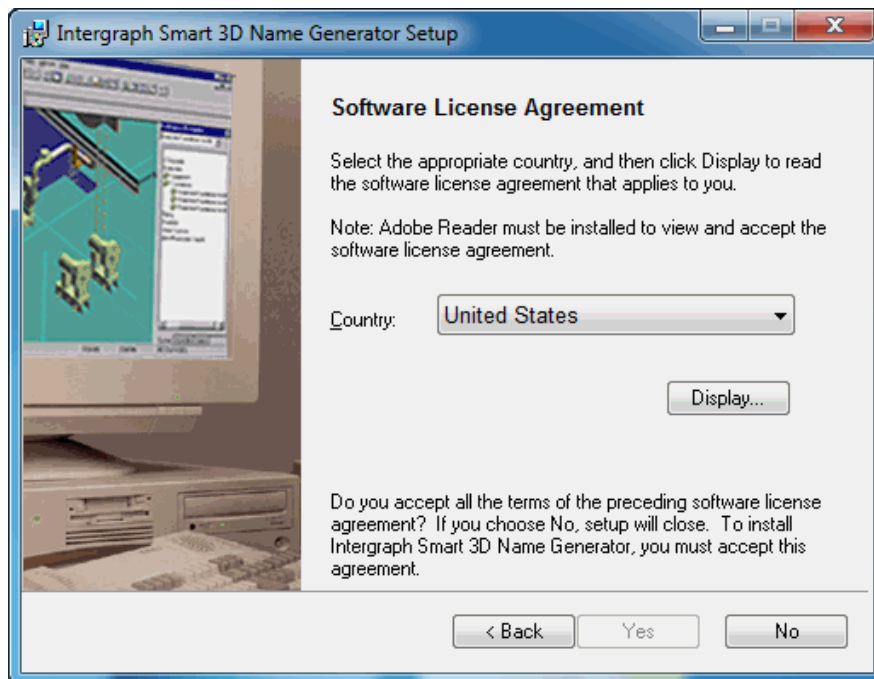 Intergraph Smart 3D Name Generator Setup
Software License Agreement
Select the appropriate country, and then click Display to read
the software license agreement that applies to you.
Note: Adobe Reader must be installed to view and accept the
software license agreement.
Country: United States
Display...
Do you accept all the terms of the preceding software license
agreement? If you choose No, setup will close. To install
Intergraph Smart 3D Name Generator, you must accept this
agreement.
< Back Yes No